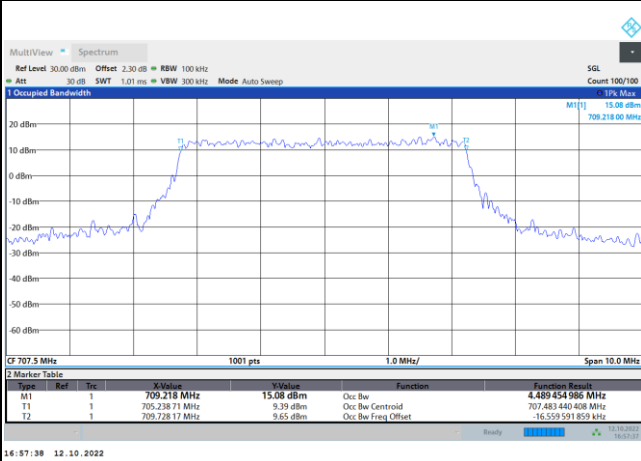 MultiView Spectrum
Ref Level 30.00 dBm Offset 2.30 dB RBW 100 kHz SGL
Att 30 dB SWT 1.01 ms VBW 300 kHz Mode Auto Sweep Count 100/100
1 Occupied Bandwidth 1Pk Max
M1[1] 15.08 dBm
709.218 00 MHz
20 dBm
M1
T1
T2
10 dBm
0 dBm
-10 dBm
-20 dBm
-30 dBm
-40 dBm
-50 dBm
-60 dBm
CF 707.5 MHz 1001 pts 1.0 MHz/ Span 10.0 MHz
2 Marker Table
Type Ref Trc X-Value Y-Value Function Function Result
M1 1 709.218 MHz 15.08 dBm Occ Bw 4.489 454 986 MHz
T1 1 705.238 71 MHz 9.39 dBm Occ Bw Centroid 707.483 440 408 MHz
T2 1 709.728 17 MHz 9.65 dBm Occ Bw Freq Offset -16.559 591 859 kHz
Ready 12.10.2022
16:57:37
16:57:38 12.10.2022